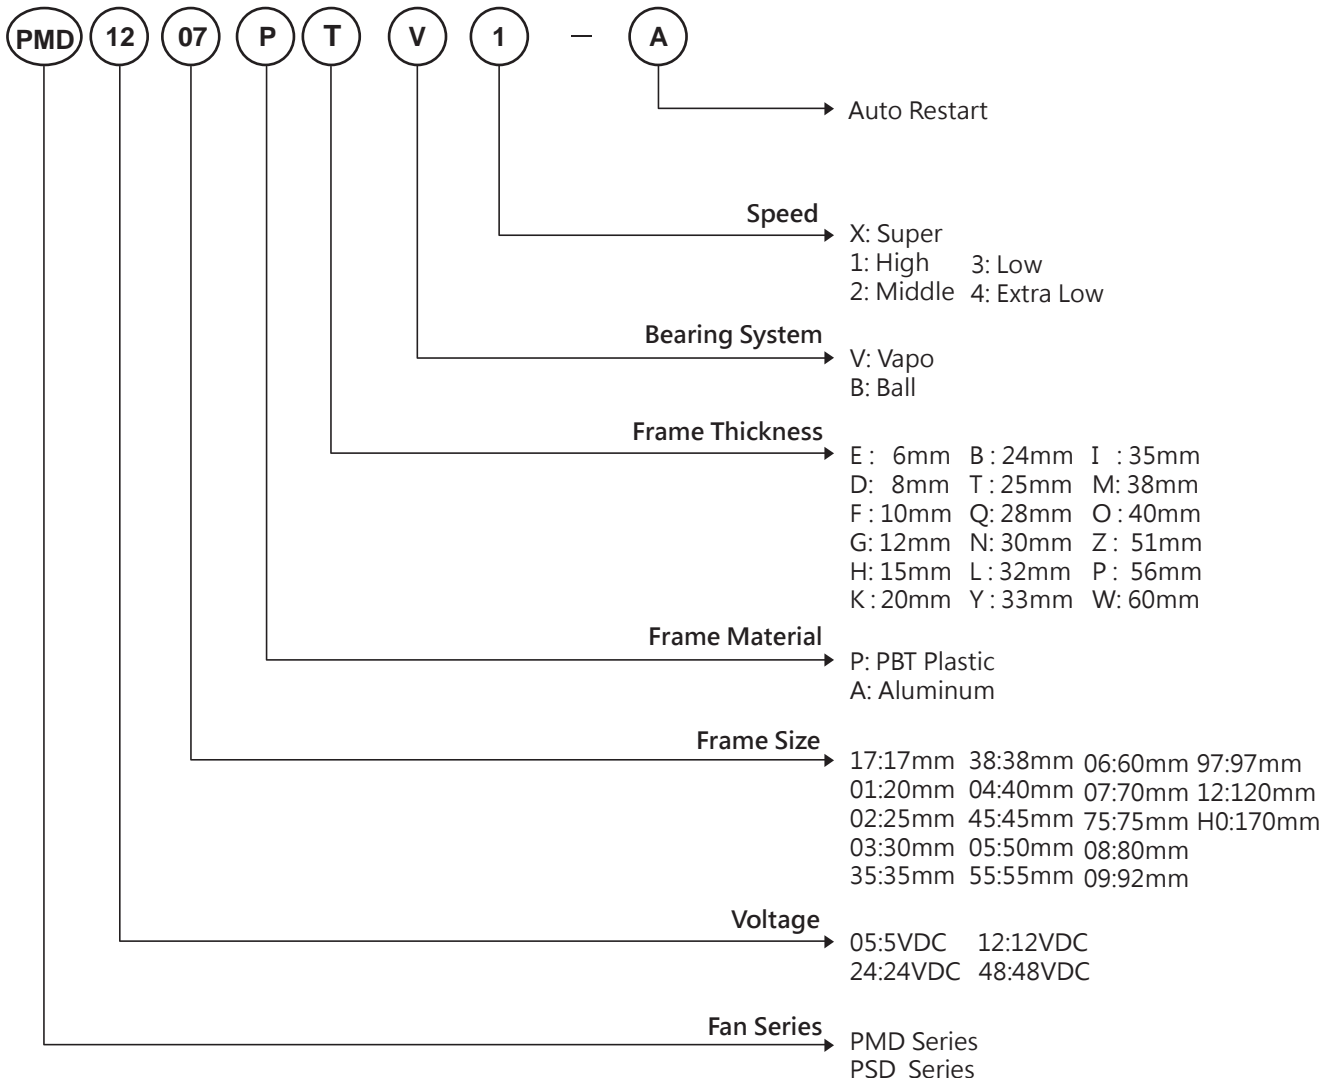 PMD 12 07 P T V 1 – A
Auto Restart
Speed
X: Super
1: High 3: Low
2: Middle 4: Extra Low
Bearing System
V: Vapo
B: Ball
Frame Thickness
E : 6mm B : 24mm I : 35mm
D: 8mm T : 25mm M: 38mm
F : 10mm Q: 28mm O : 40mm
G: 12mm N: 30mm Z : 51mm
H: 15mm L : 32mm P : 56mm
K : 20mm Y : 33mm W: 60mm
Frame Material
P: PBT Plastic
A: Aluminum
Frame Size
17:17mm 38:38mm 06:60mm 97:97mm
01:20mm 04:40mm 07:70mm 12:120mm
02:25mm 45:45mm 75:75mm H0:170mm
03:30mm 05:50mm 08:80mm
35:35mm 55:55mm 09:92mm
Voltage
05:5VDC 12:12VDC
24:24VDC 48:48VDC
Fan Series
PMD Series
PSD Series